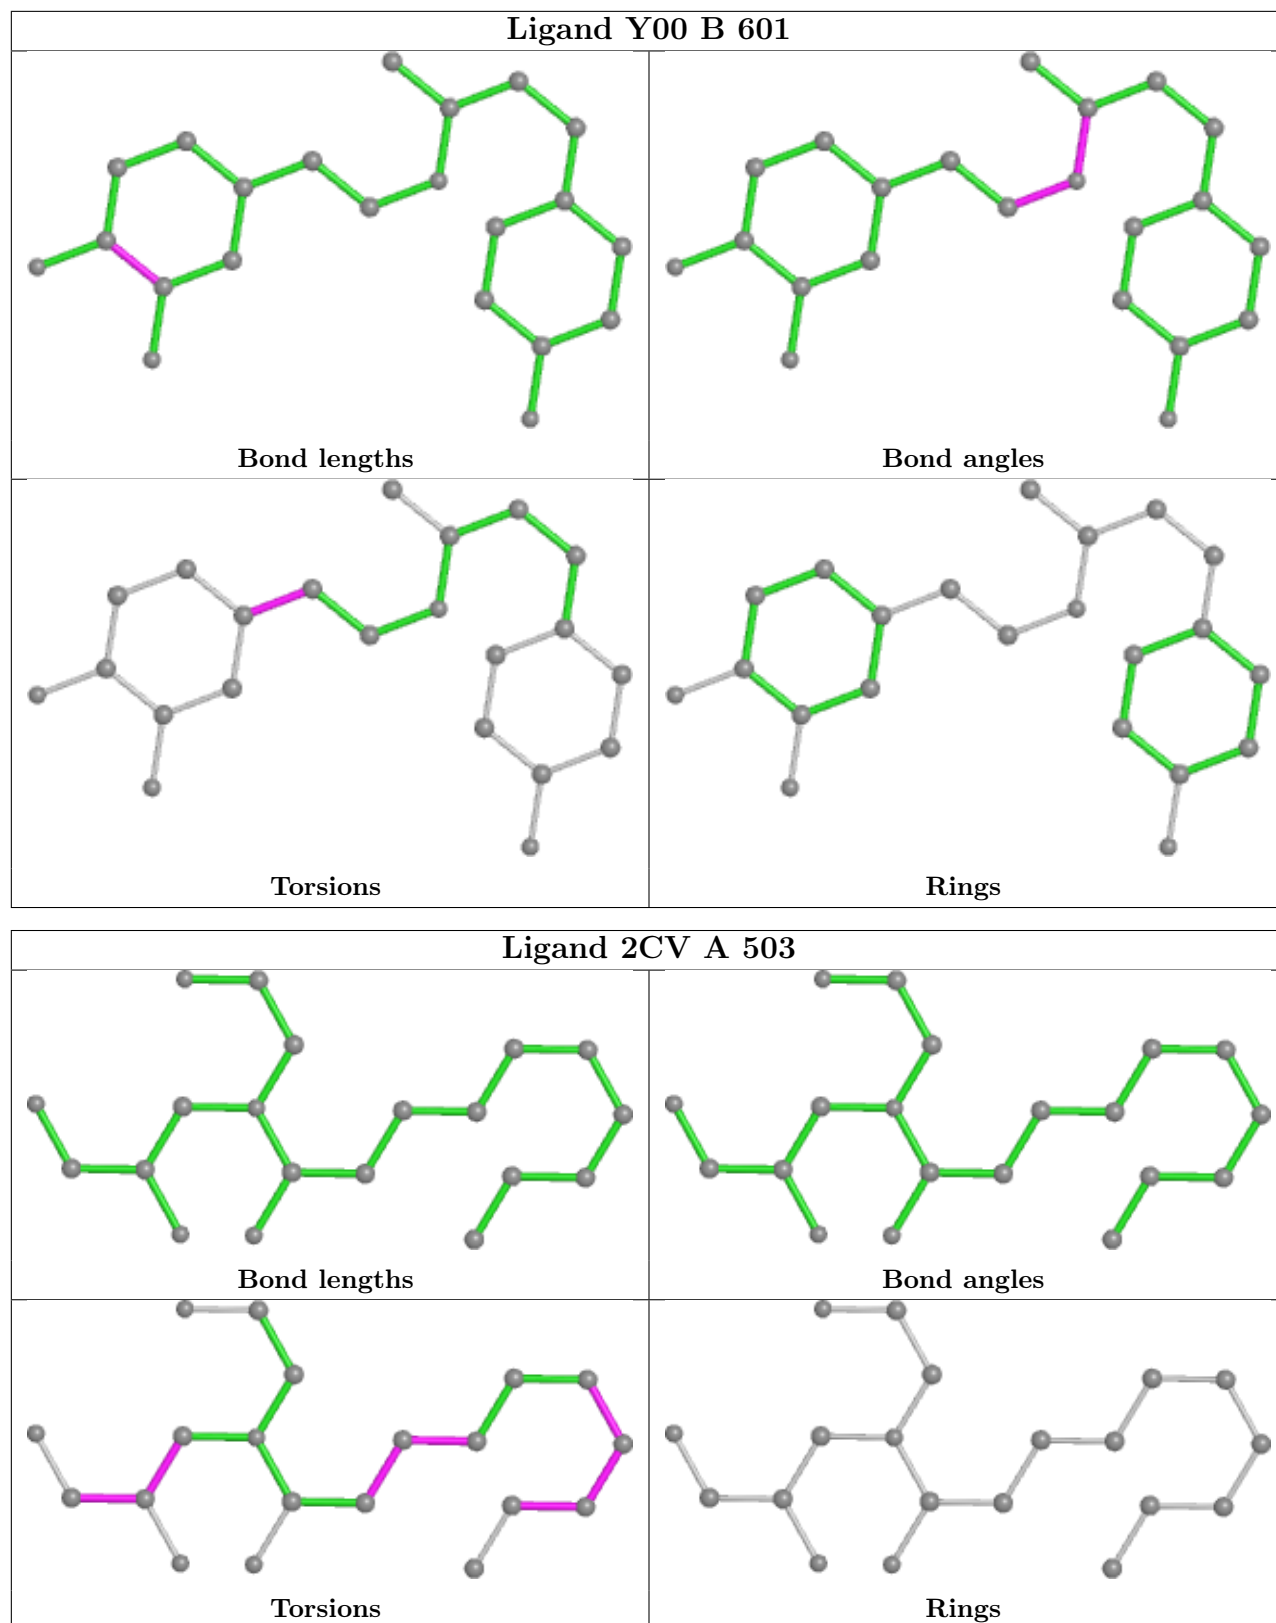 Ligand Y00 B 601
Bond lengths
Bond angles
Torsions
Rings
Ligand 2CV A 503
Bond lengths
Bond angles
Torsions
Rings